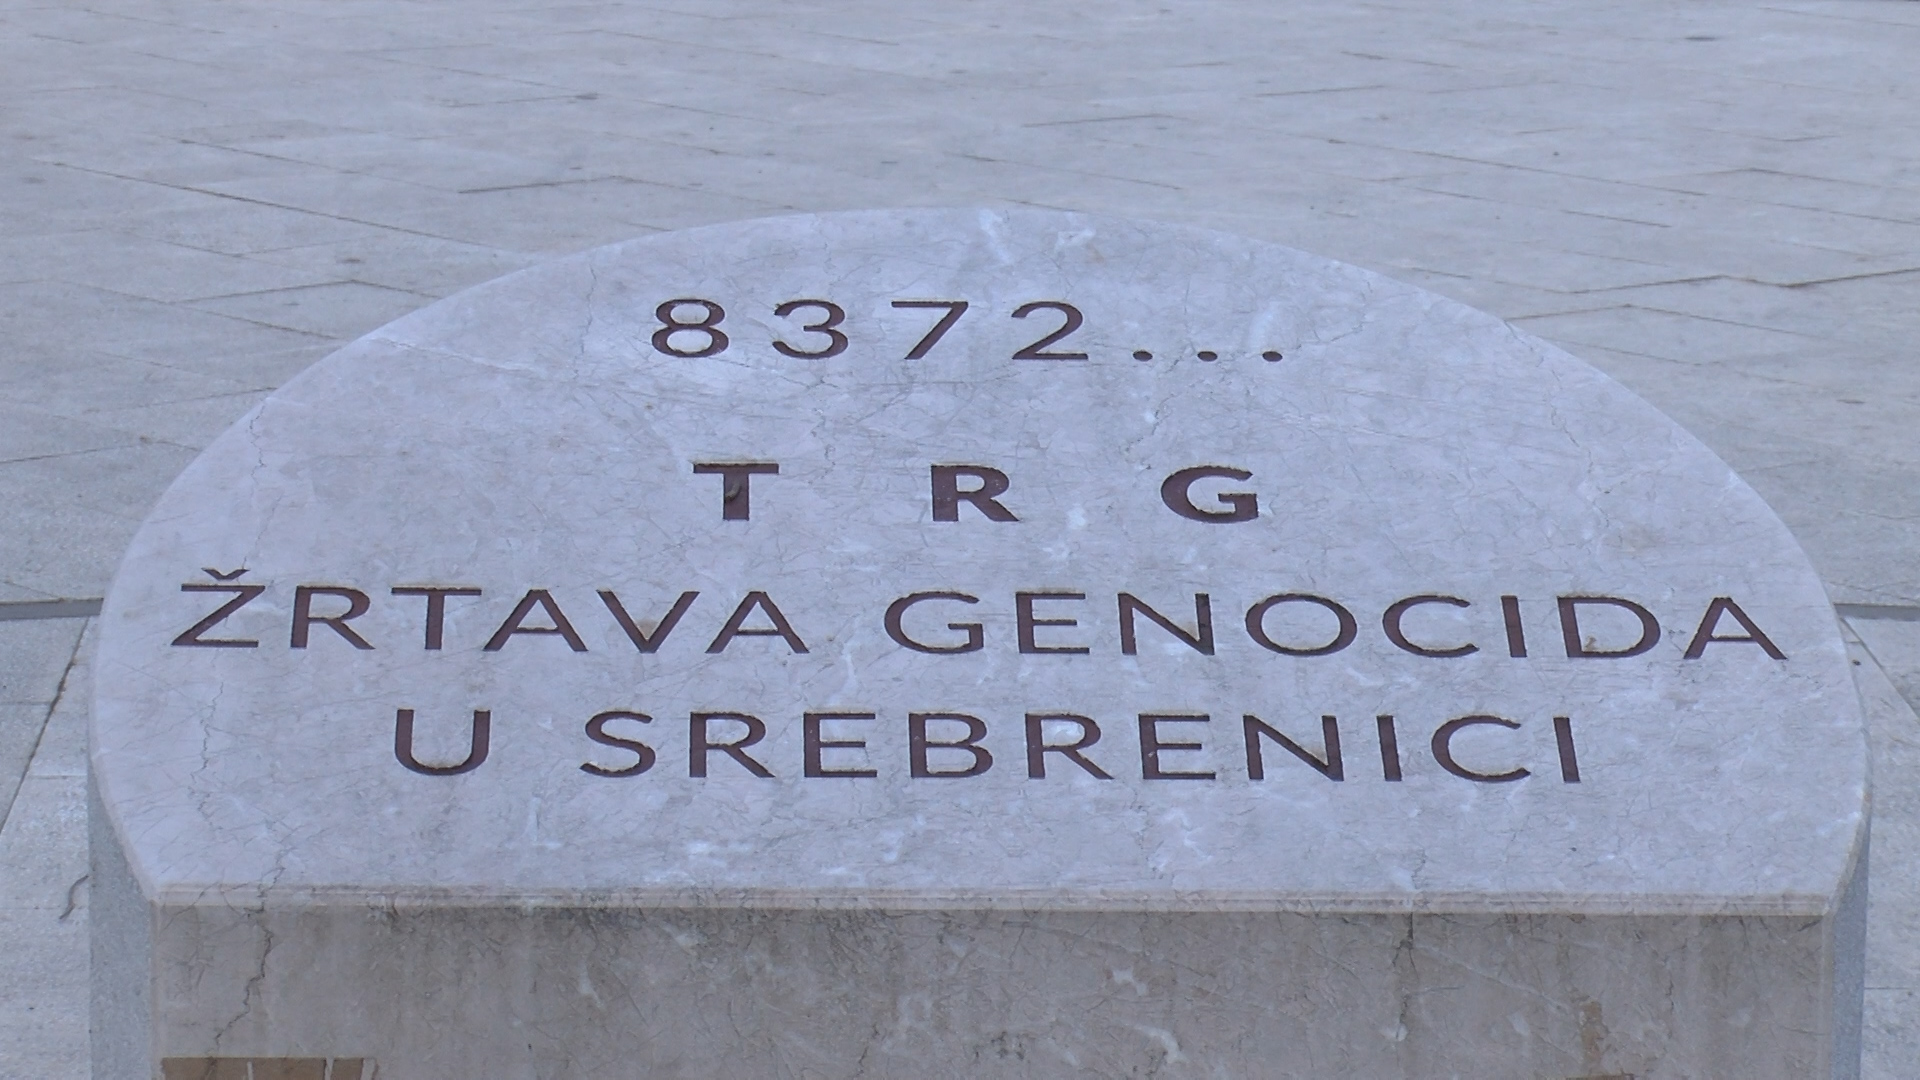 8372...
TRG
ŽRTAVA GENOCIDA
U SREBRENICI